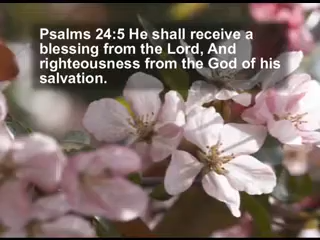 Psalms 24:5 He shall receive a
blessing from the Lord, And
righteousness from the God of his
salvation.